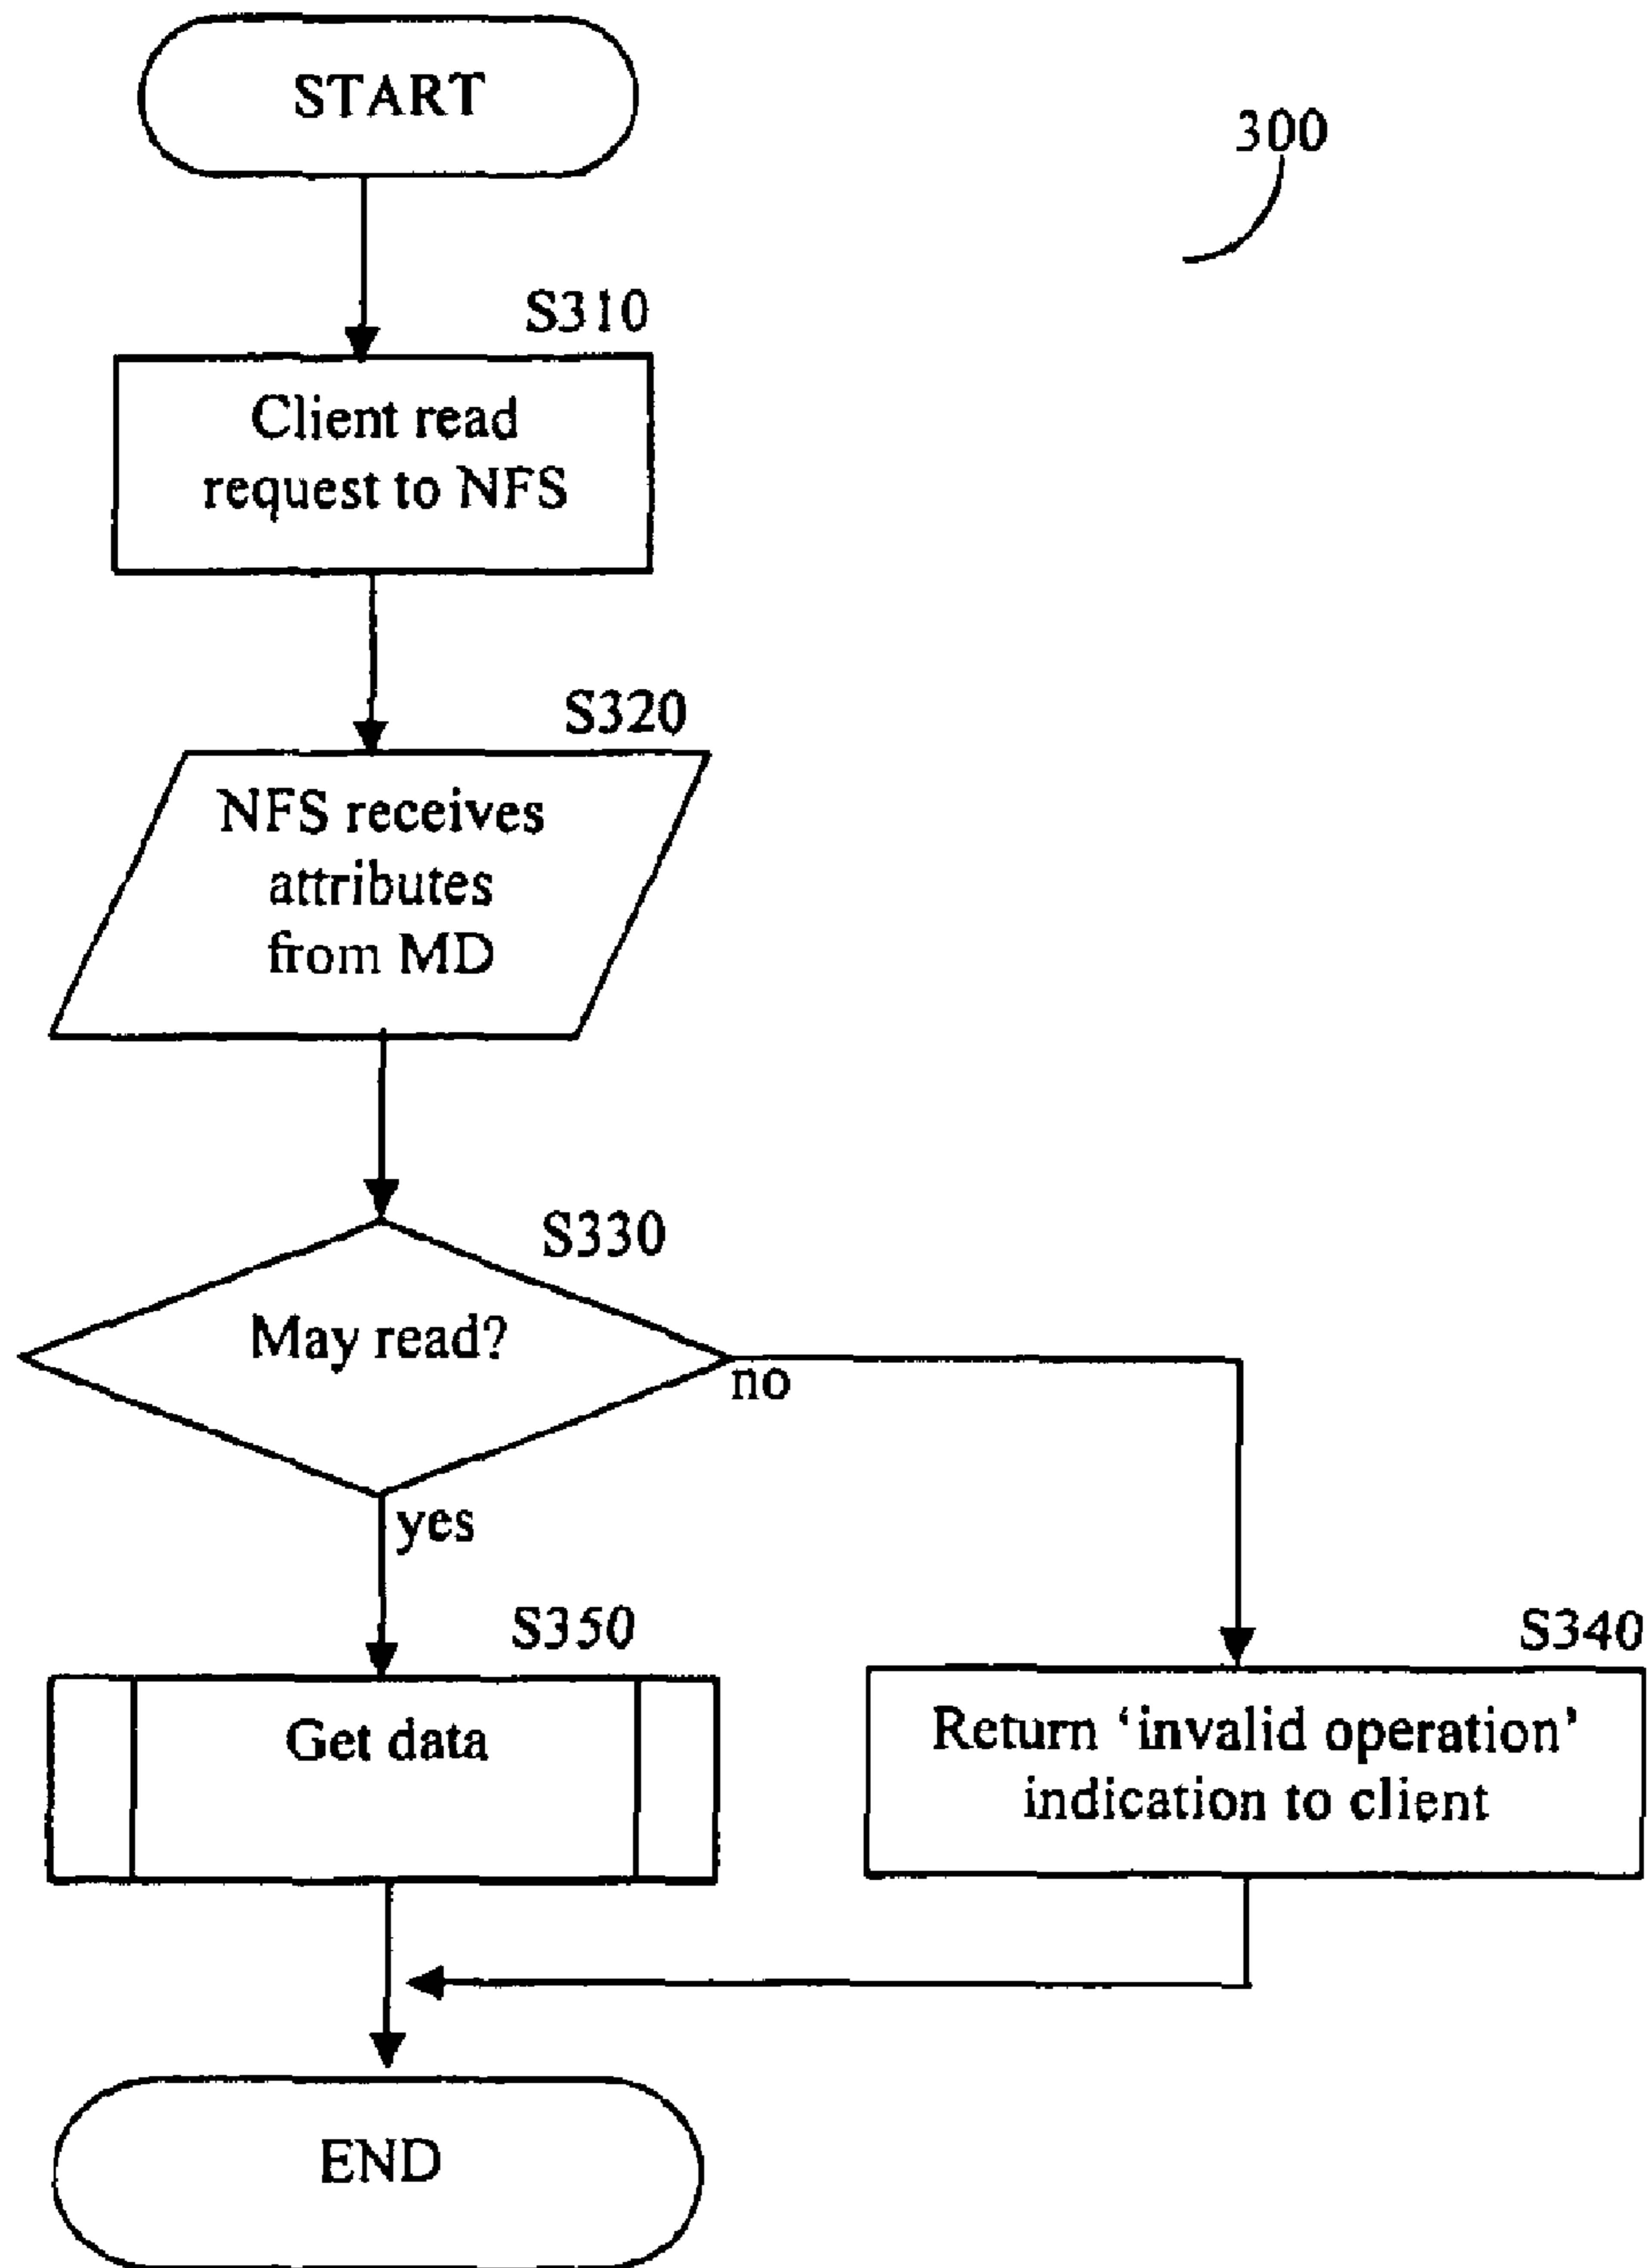 START
300
S310
Client read
request to NFS
S320
NFS receives
attributes
from MD
S330
May read?
no
yes
S350
Get data
S340
Return ‘invalid operation’
indication to client
END